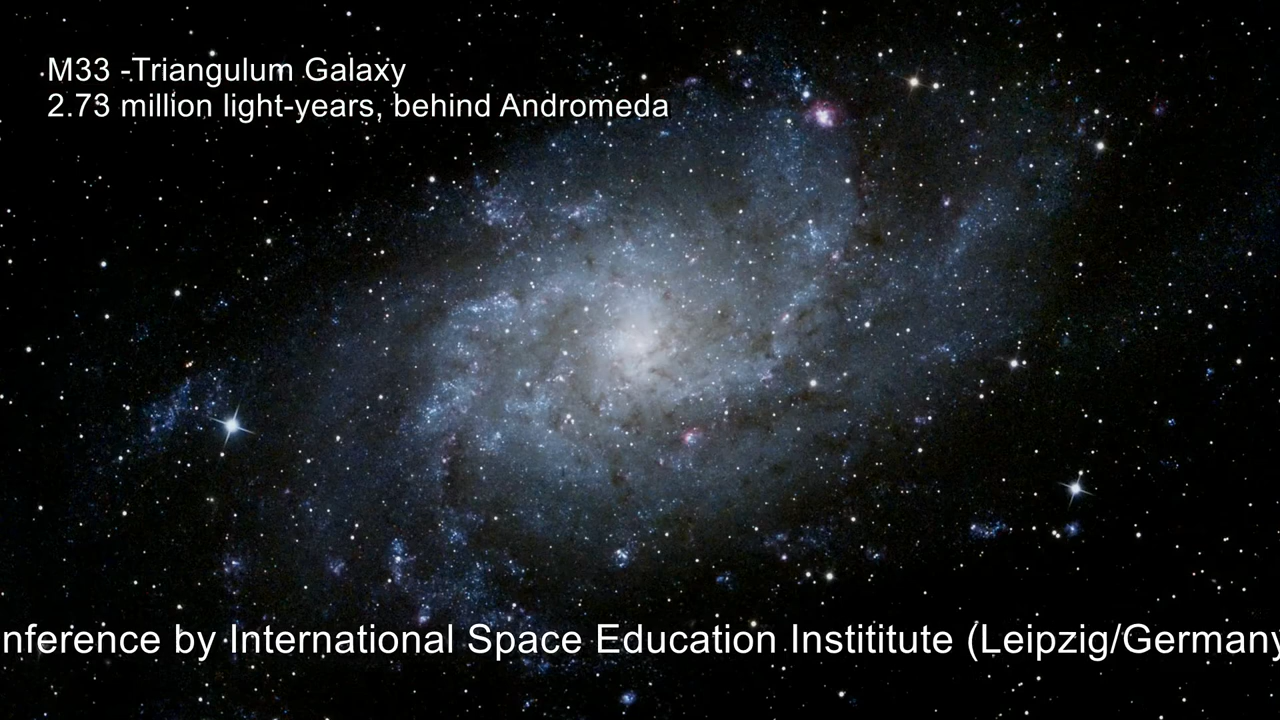 M33 -Triangulum Galaxy
2.73 million light-years, behind Andromeda
nference by International Space Education Instititute (Leipzig/Germany